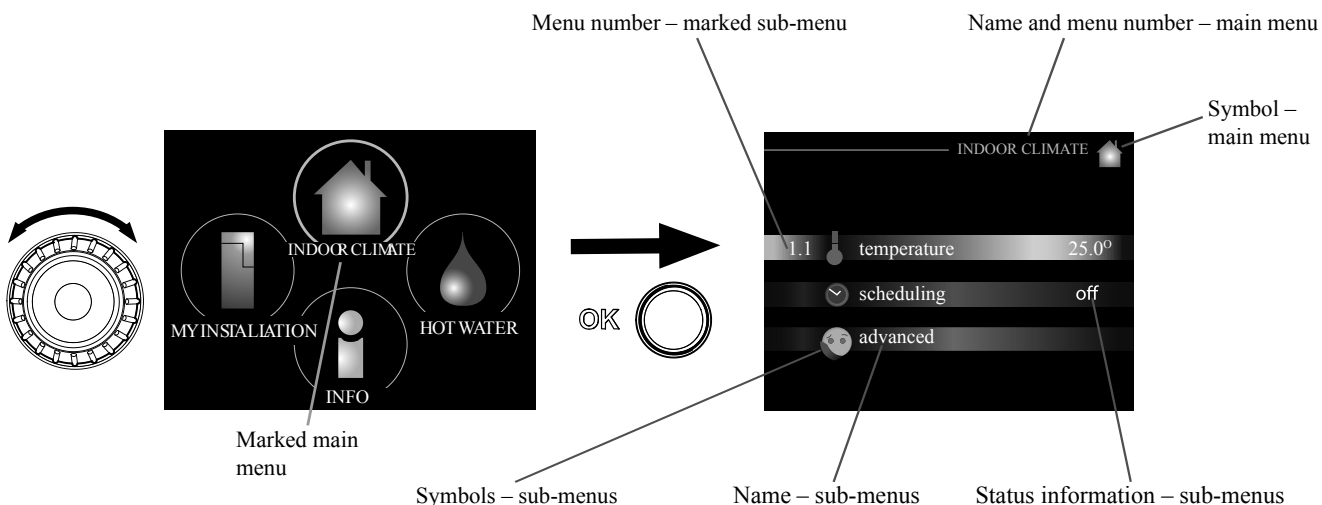 Menu number – marked sub-menu
Name and menu number – main menu
Symbol –
main menu
INDOOR CLIMATE
MY INSTALLATION
HOT WATER
INFO
Marked main
menu
OK
INDOOR CLIMATE
1.1 temperature 25.0°
scheduling off
advanced
Symbols – sub-menus
Name – sub-menus
Status information – sub-menus